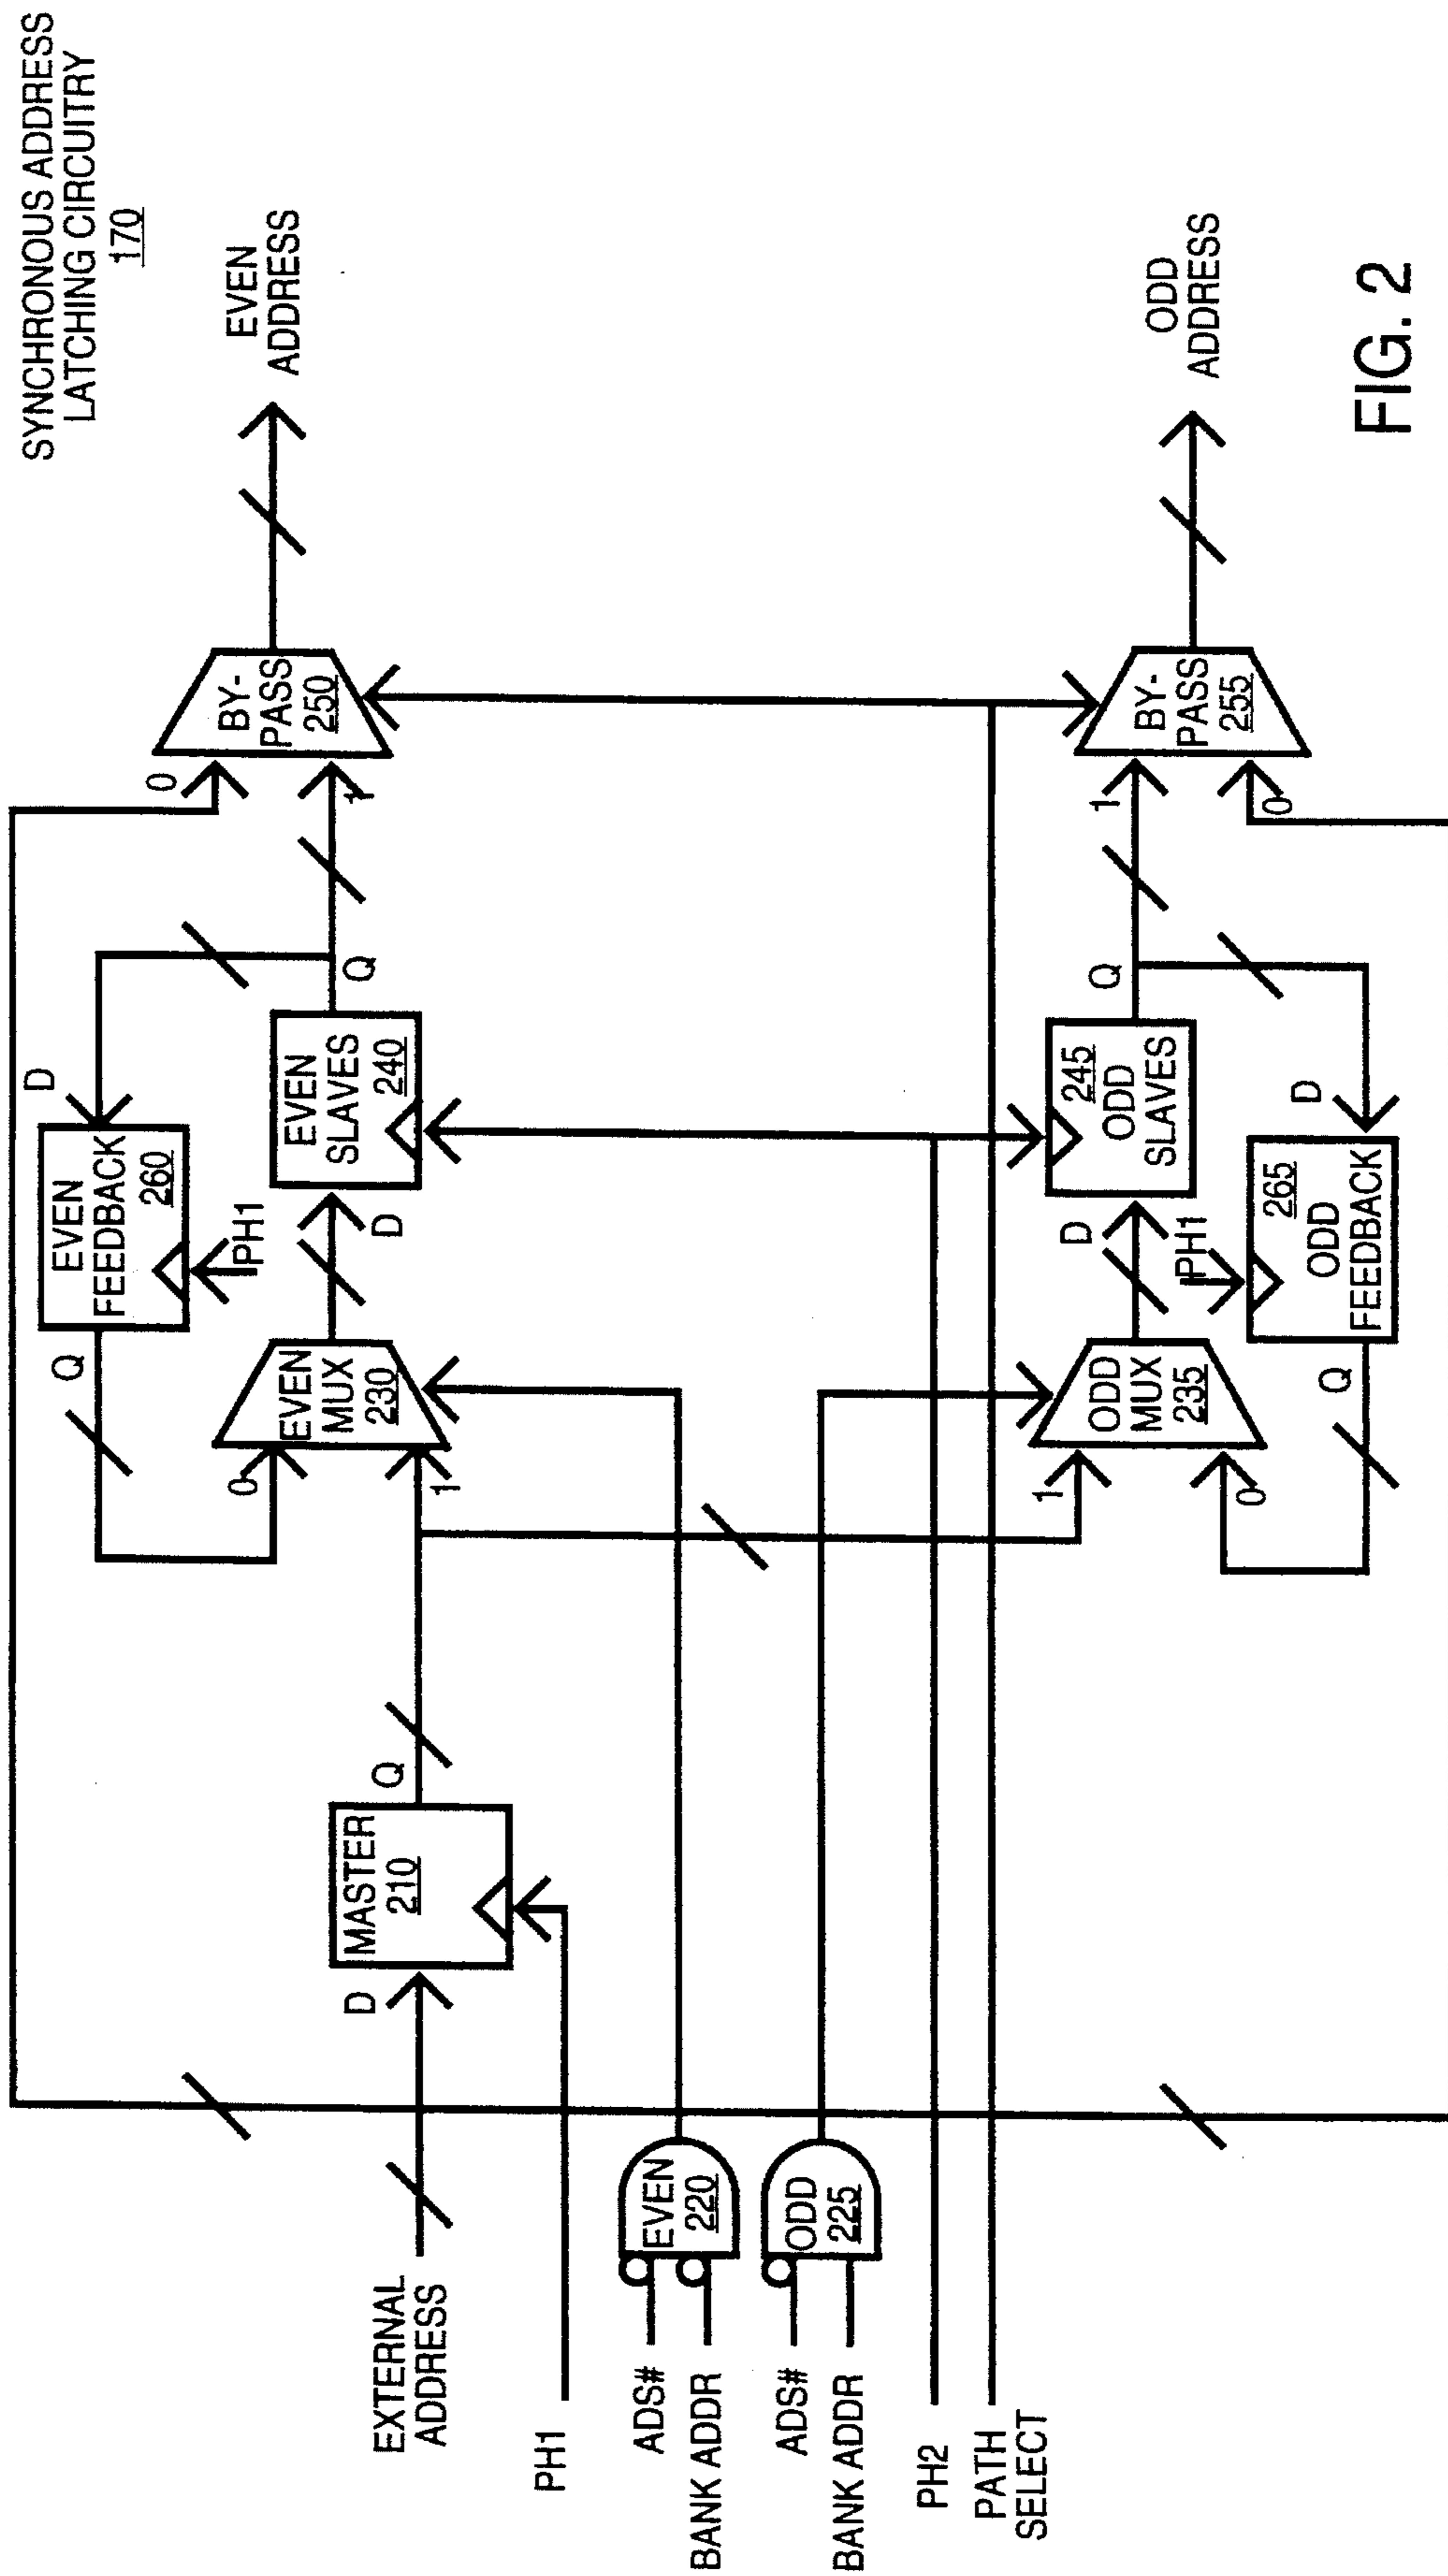 SYNCHRONOUS ADDRESS
LATCHING CIRCUITRY
170
EVEN
ADDRESS
0
BY-
PASS
250
1
D
EVEN
FEEDBACK
260
PH1
Q
Q
EVEN
SLAVES
240
D
EVEN
MUX
230
0
1
Q
MASTER
210
D
EXTERNAL
ADDRESS
PH1
EVEN
220
ADS#
BANK ADDR
ODD
225
ADS#
BANK ADDR
PH2
PATH
SELECT
ODD
ADDRESS
BY-
PASS
255
1
0
Q
245
ODD
SLAVES
D
D
PH1
265
ODD
FEEDBACK
Q
ODD
MUX
235
1
0
FIG. 2